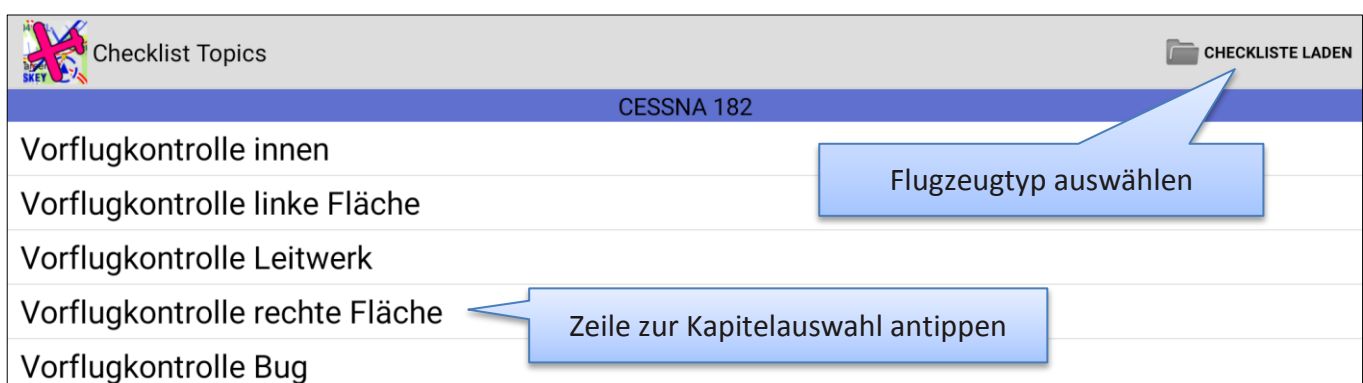 SKEY
Checklist Topics
CHECKLISTE LADEN
CESSNA 182
Vorflugkontrolle innen
Flugzeugtyp auswählen
Vorflugkontrolle linke Fläche
Vorflugkontrolle Leitwerk
Vorflugkontrolle rechte Fläche
Zeile zur Kapitelauswahl antippen
Vorflugkontrolle Bug